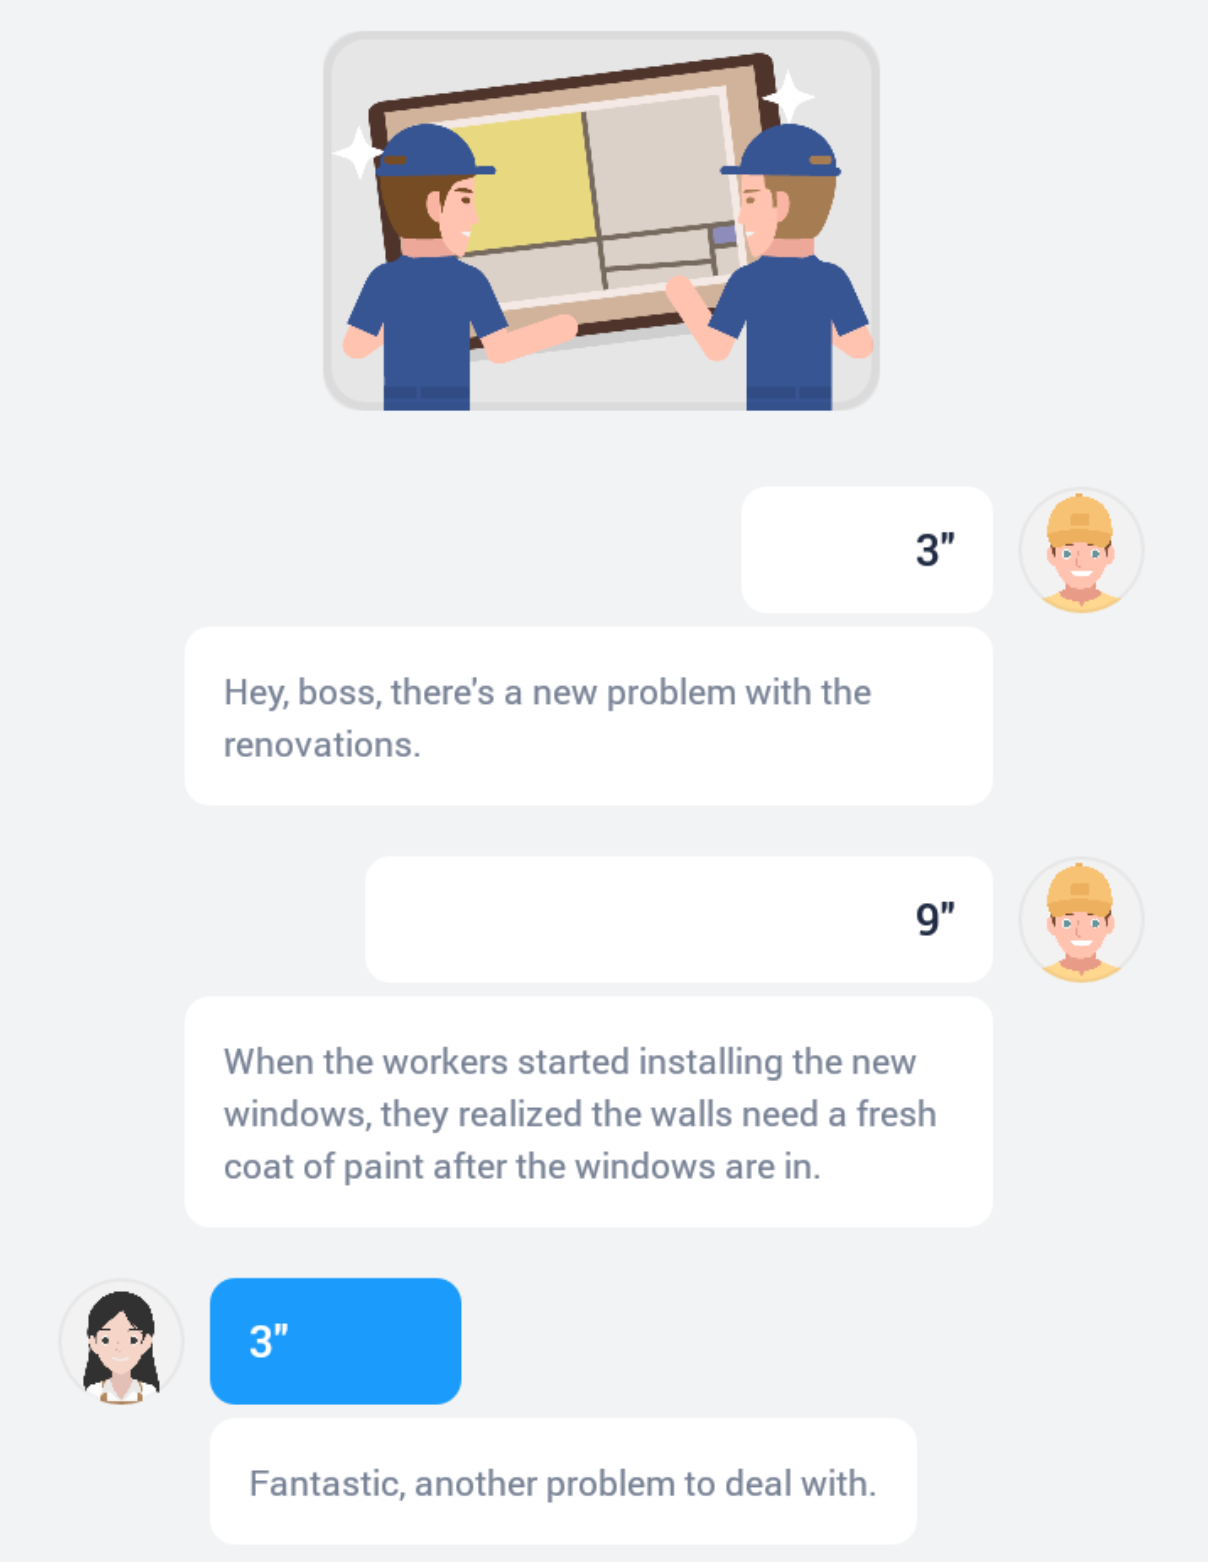 3"
Hey, boss, there's a new problem with the
renovations.
9"
When the workers started installing the new
windows, they realized the walls need a fresh
coat of paint after the windows are in.
3"
Fantastic, another problem to deal with.